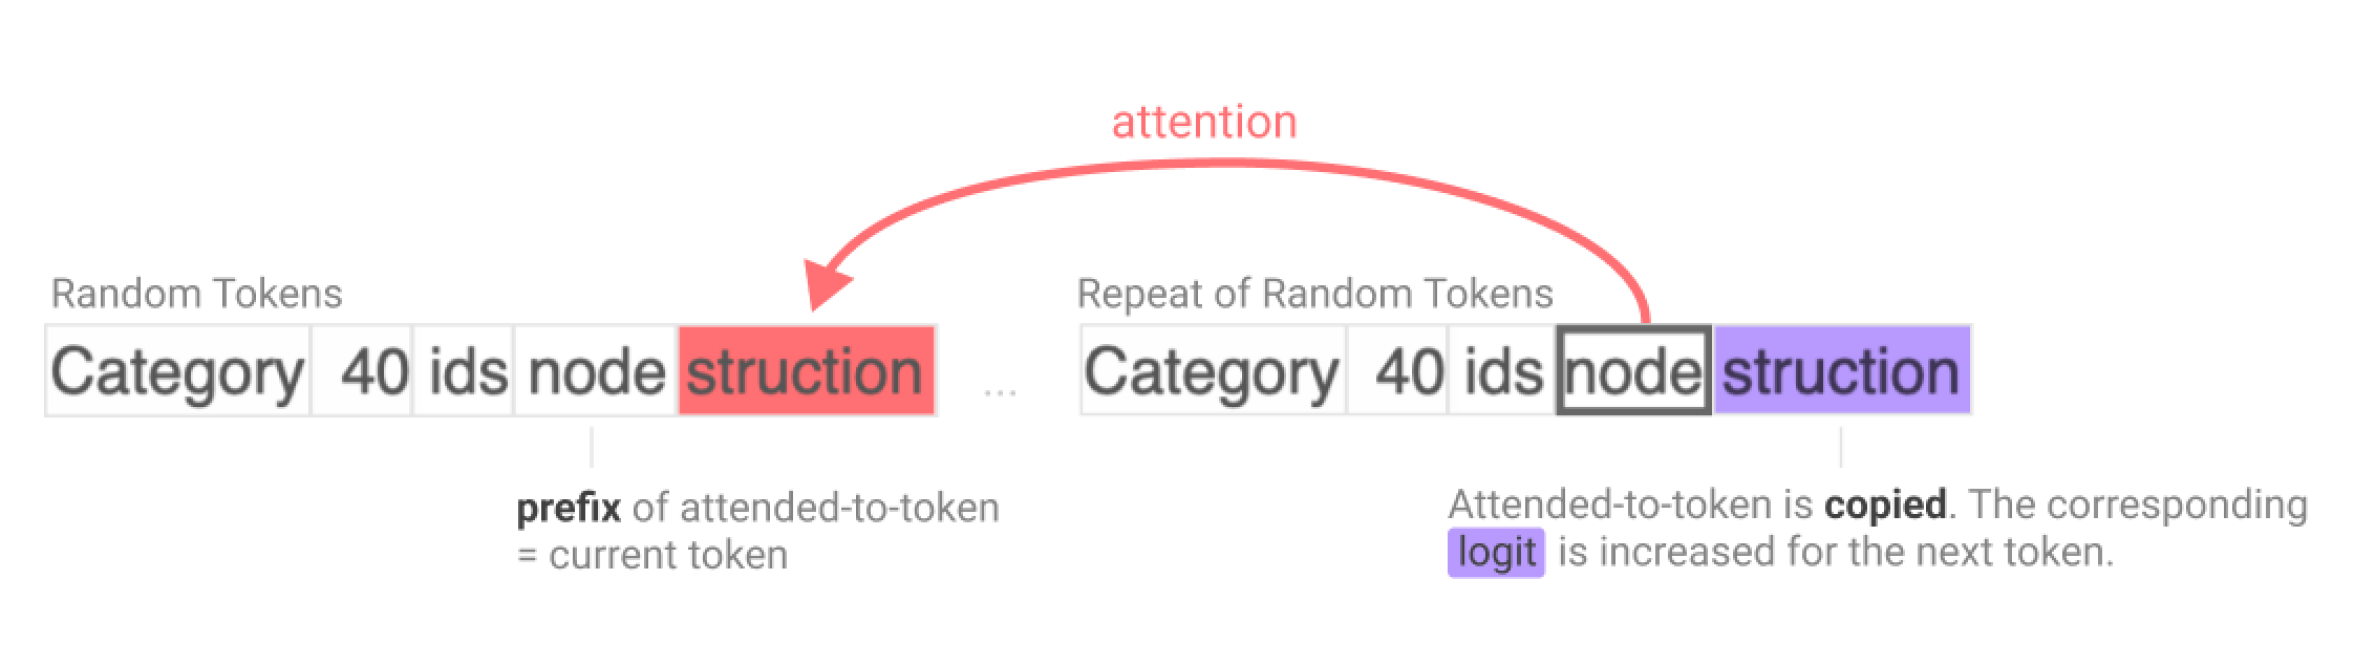 attention
Random Tokens
Repeat of Random Tokens
Category 40 ids node struction ... Category 40 ids node struction
prefix of attended-to-token
= current token
Attended-to-token is copied. The corresponding
logit is increased for the next token.